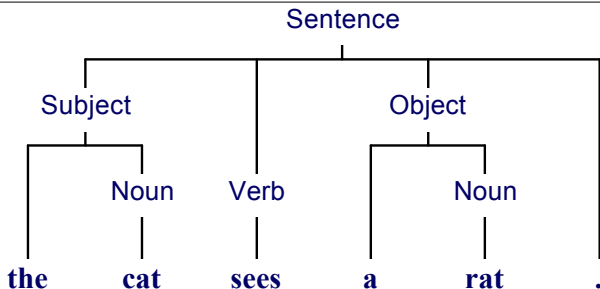 Sentence
Subject Object
Noun Verb Noun
the cat sees a rat .